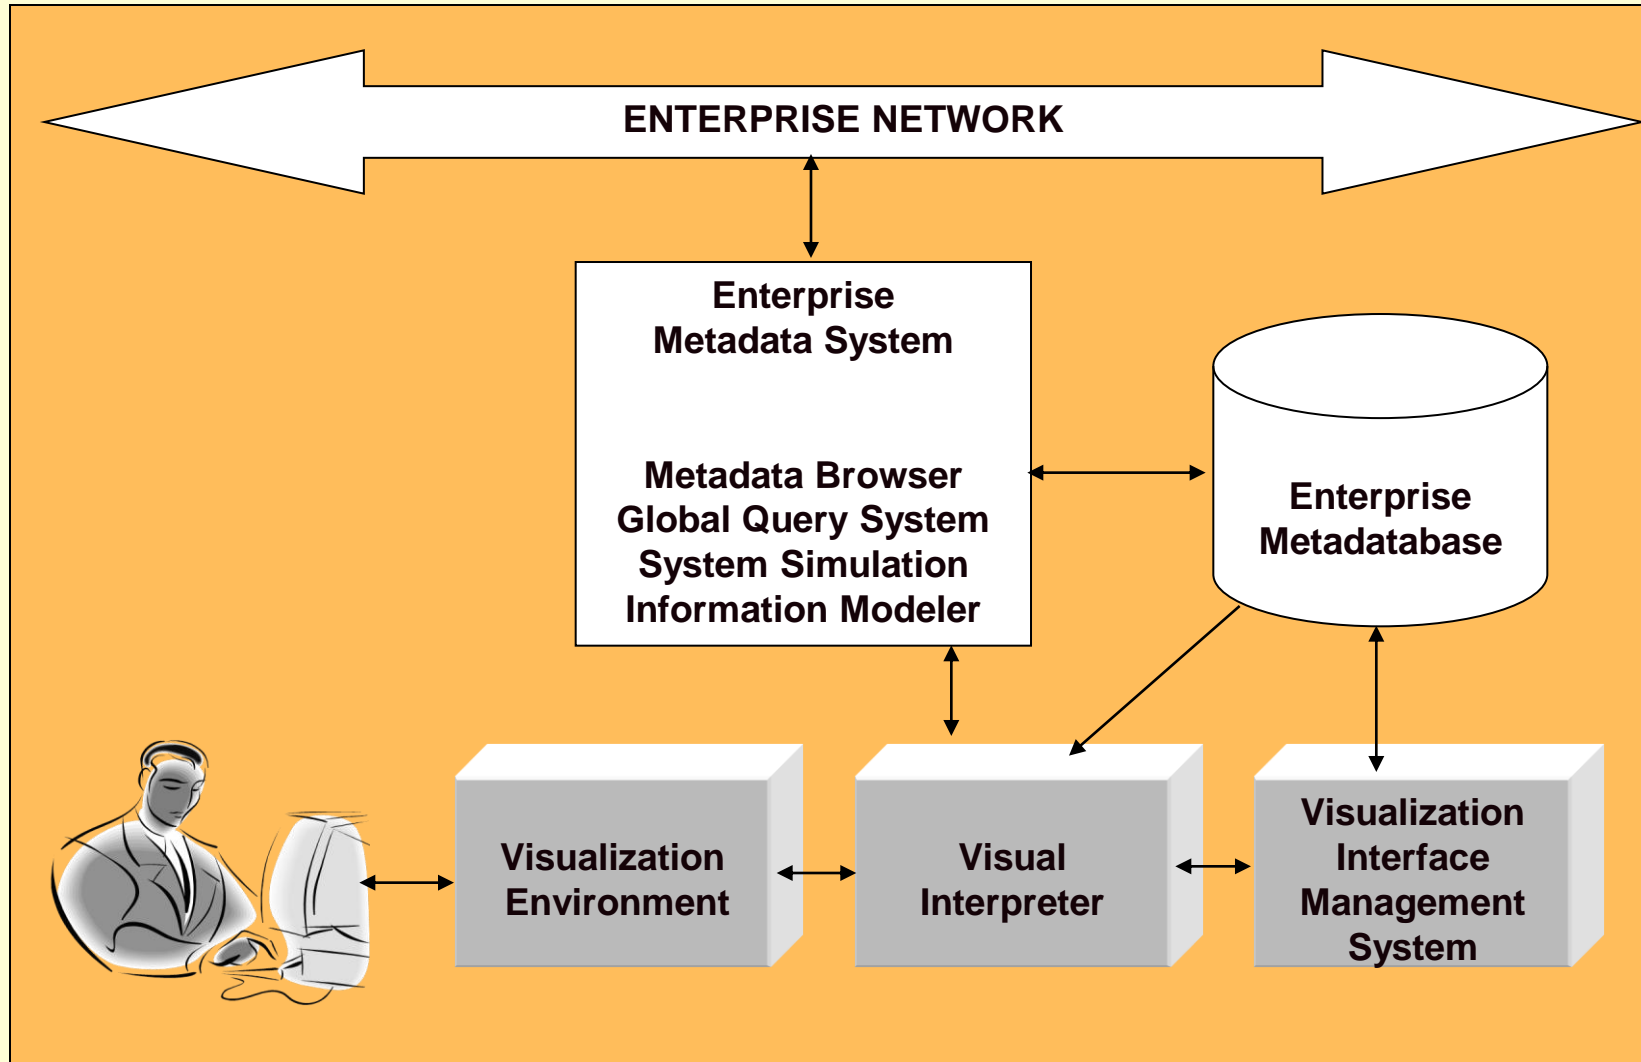 ENTERPRISE NETWORK
Enterprise
Metadata System
Metadata Browser
Global Query System
System Simulation
Information Modeler
Enterprise
Metadatabase
Visualization
Environment
Visual
Interpreter
Visualization
Interface
Management
System